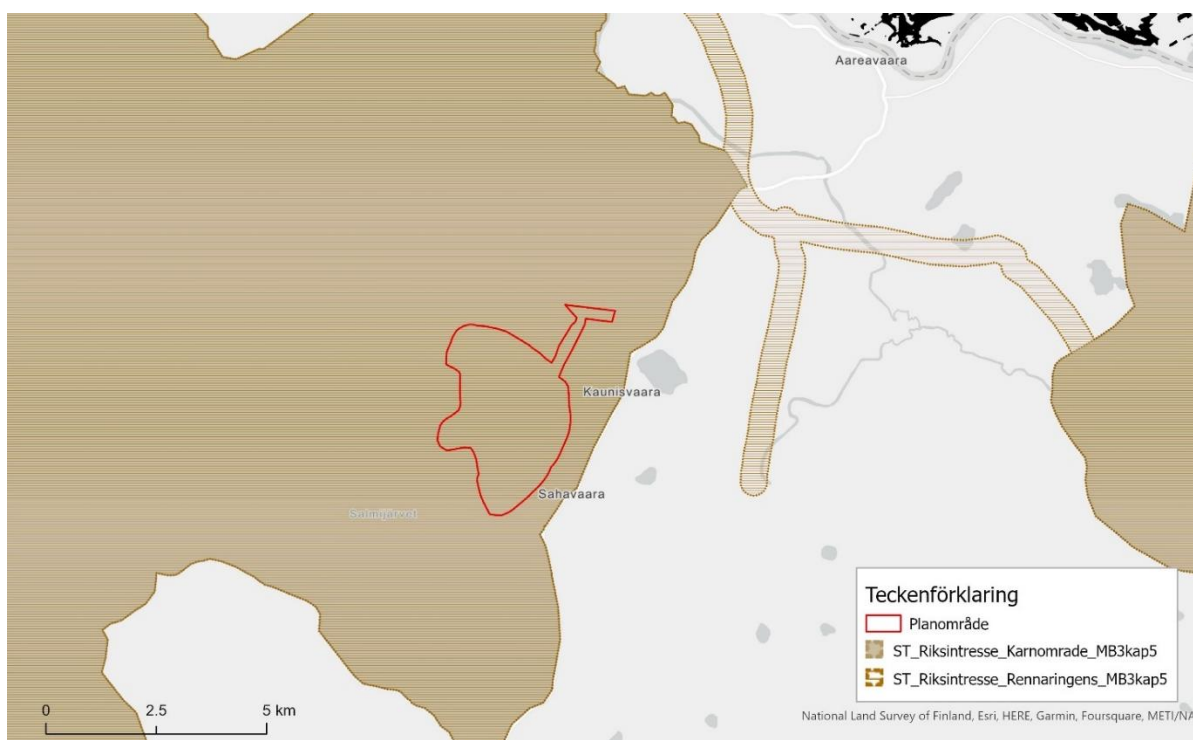 Aareavaara
Kaunisvaara
Sahavaara
Salmijärvet
Teckenförklaring
Planområde
ST_Riksintresse_Karnomrade_MB3kap5
ST_Riksintresse_Rennaringens_MB3kap5
0 2.5 5 km
National Land Survey of Finland, Esri, HERE, Garmin, Foursquare, METI/NA